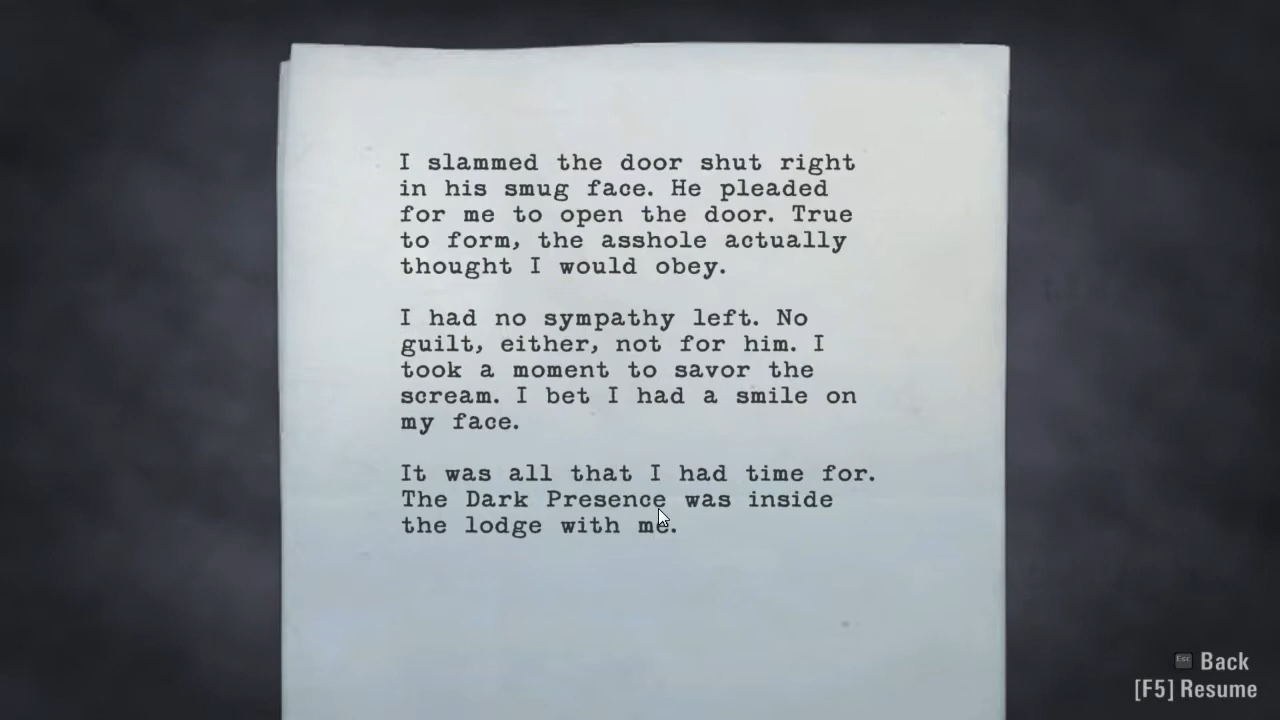 I slammed the door shut right
in his smug face. He pleaded
for me to open the door. True
to form, the asshole actually
thought I would obey.
I had no sympathy left. No
guilt, either, not for him. I
took a moment to savor the
scream. I bet I had a smile on
my face.
It was all that I had time for.
The Dark Presence was inside
the lodge with me.
Esc Back
[F5] Resume